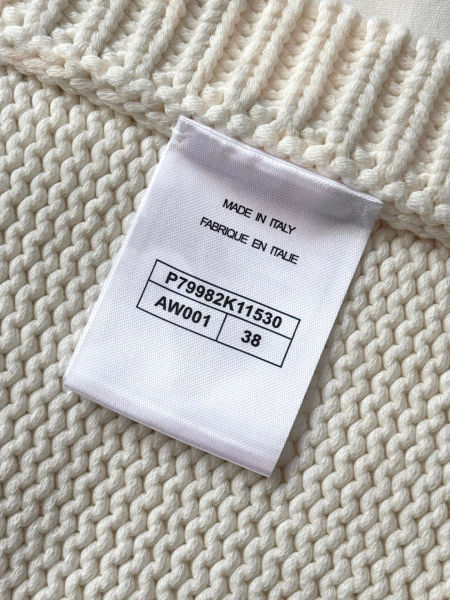 MADE IN ITALY
FABRIQUE EN ITALIE
P79982K11530
AW001 38